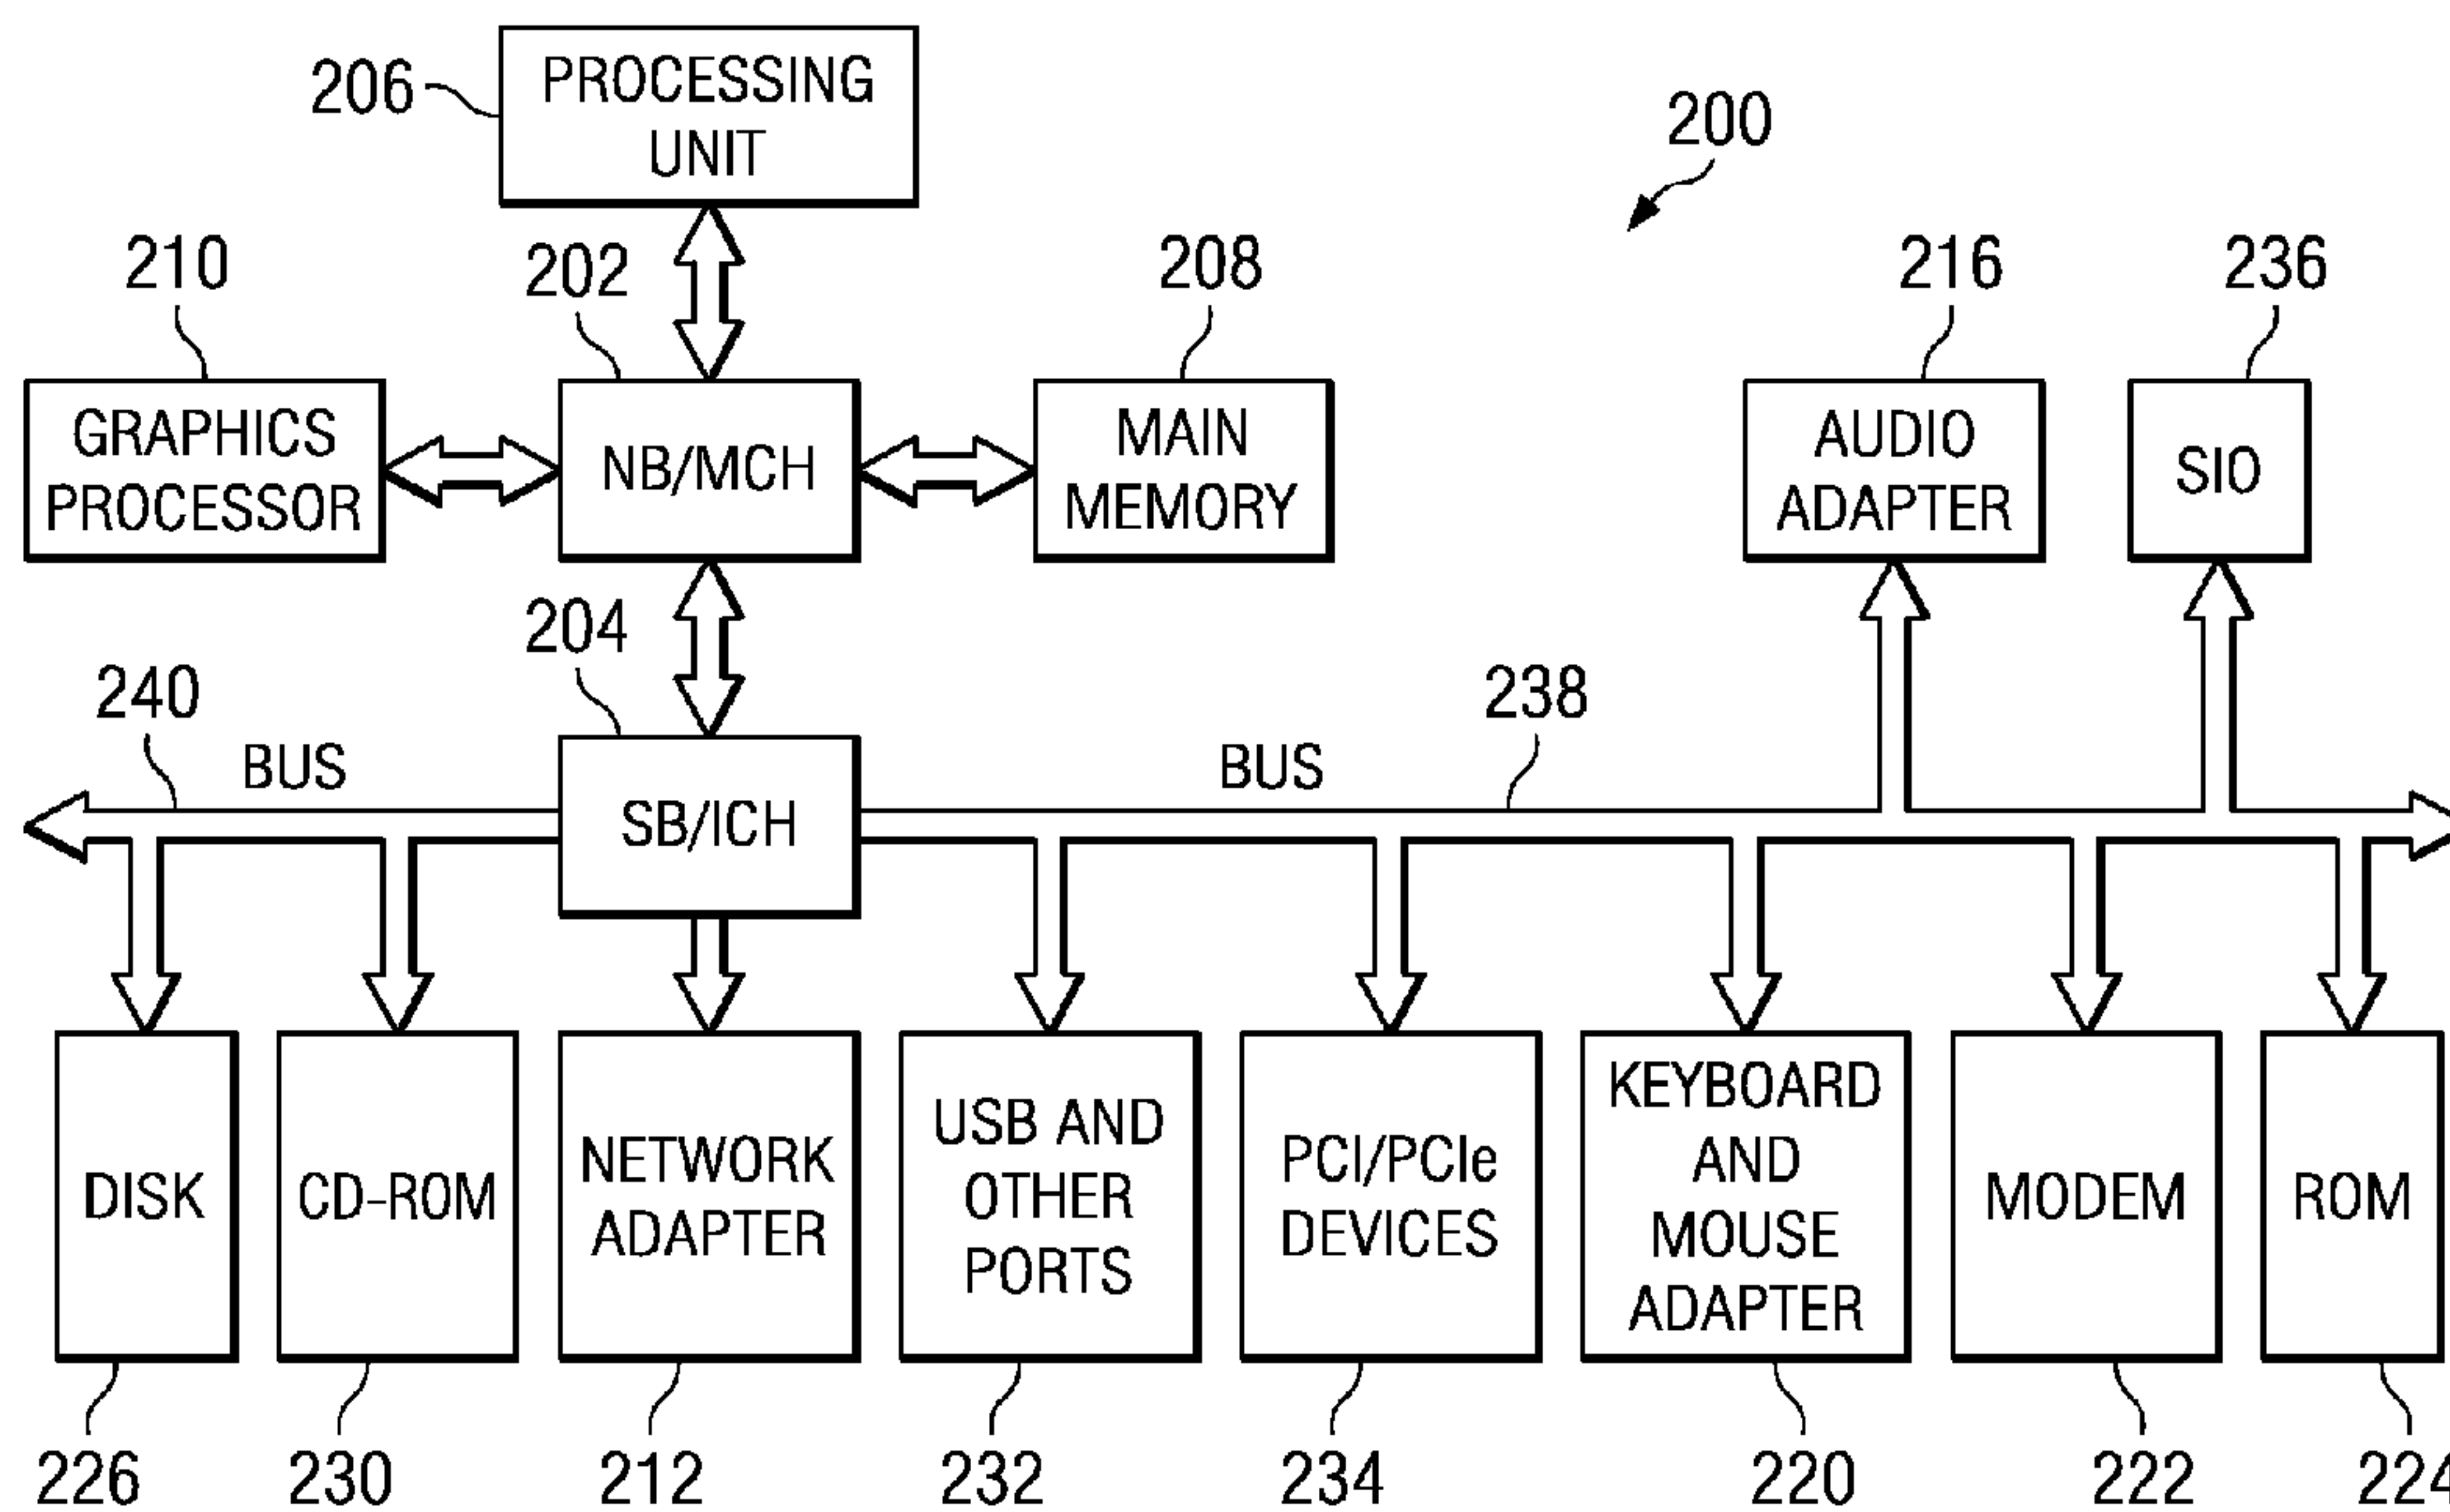 206
PROCESSING
UNIT
200
210
202
208
216
236
GRAPHICS
PROCESSOR
NB/MCH
MAIN
MEMORY
AUDIO
ADAPTER
SIO
204
240
BUS
SB/ICH
BUS
238
DISK
CD-ROM
NETWORK
ADAPTER
USB AND
OTHER
PORTS
PCI/PCIe
DEVICES
KEYBOARD
AND
MOUSE
ADAPTER
MODEM
ROM
226
230
212
232
234
220
222
224